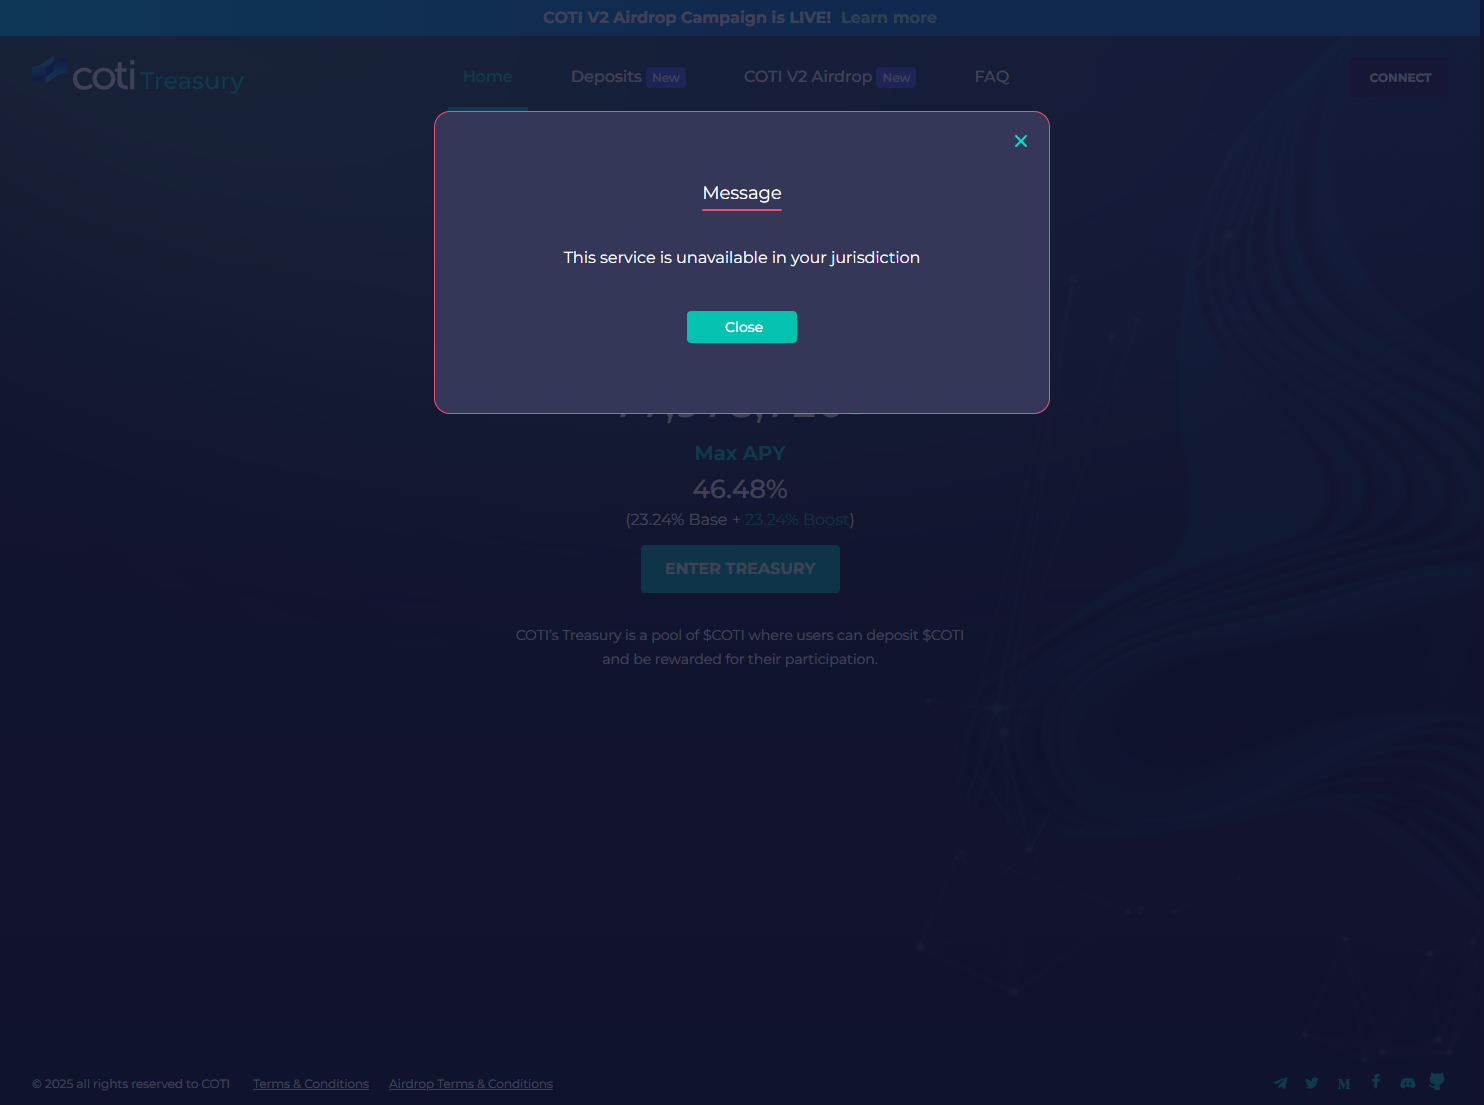 COTI V2 Airdrop Campaign is LIVE! Learn more
coti Treasury
Home
Deposits New
COTI V2 Airdrop New
FAQ
CONNECT
Message
This service is unavailable in your jurisdiction
Close
Max APY
46.48%
(23.24% Base + 23.24% Boost)
ENTER TREASURY
COTI's Treasury is a pool of $COTI where users can deposit $COTI
and be rewarded for their participation.
© 2025 all rights reserved to COTI
Terms & Conditions
Airdrop Terms & Conditions